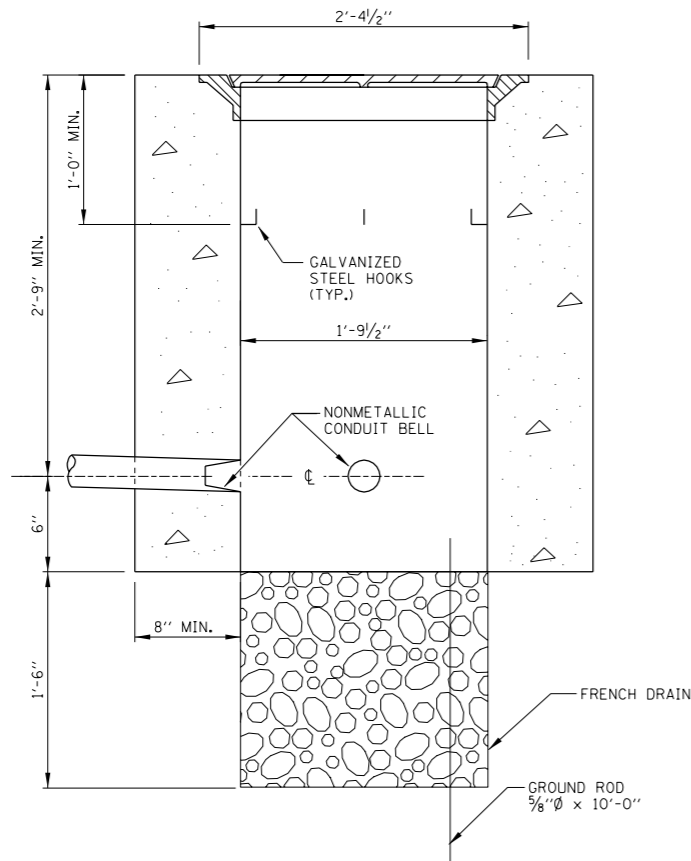 2'-4½"
1'-0" MIN.
2'-9" MIN.
GALVANIZED
STEEL HOOKS
(TYP.)
1'-9½"
NONMETALLIC
CONDUIT BELL
℄
6"
8" MIN.
1'-6"
FRENCH DRAIN
GROUND ROD
⅝"Ø x 10'-0"